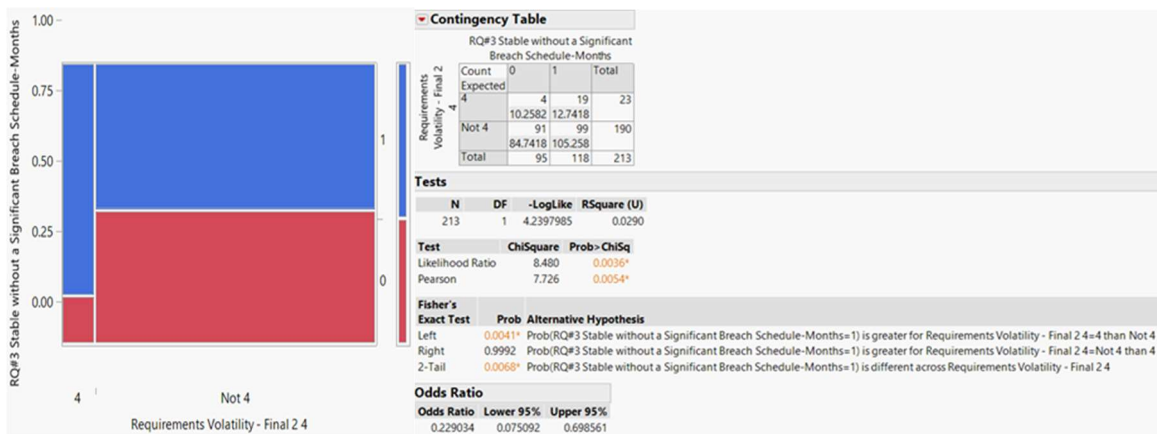 RQ#3 Stable without a Significant Breach Schedule-Months
1.00
0.75
0.50
0.25
0.00
1
0
4
Not 4
Requirements Volatility - Final 2 4
Contingency Table
RQ#3 Stable without a Significant
Breach Schedule-Months
Requirements
Volatility - Final 2
4
Count 0 1 Total
Expected
4 4 19 23
10.2582 12.7418
Not 4 91 99 190
84.7418 105.258
Total 95 118 213
Tests
N DF -LogLike RSquare (U)
213 1 4.2397985 0.0290
Test ChiSquare Prob>ChiSq
Likelihood Ratio 8.480 0.0036*
Pearson 7.726 0.0054*
Fisher's
Exact Test Prob Alternative Hypothesis
Left 0.0041* Prob(RQ#3 Stable without a Significant Breach Schedule-Months=1) is greater for Requirements Volatility - Final 2 4=4 than Not 4
Right 0.9992 Prob(RQ#3 Stable without a Significant Breach Schedule-Months=1) is greater for Requirements Volatility - Final 2 4=Not 4 than 4
2-Tail 0.0068* Prob(RQ#3 Stable without a Significant Breach Schedule-Months=1) is different across Requirements Volatility - Final 2 4
Odds Ratio
Odds Ratio Lower 95% Upper 95%
0.229034 0.075092 0.698561